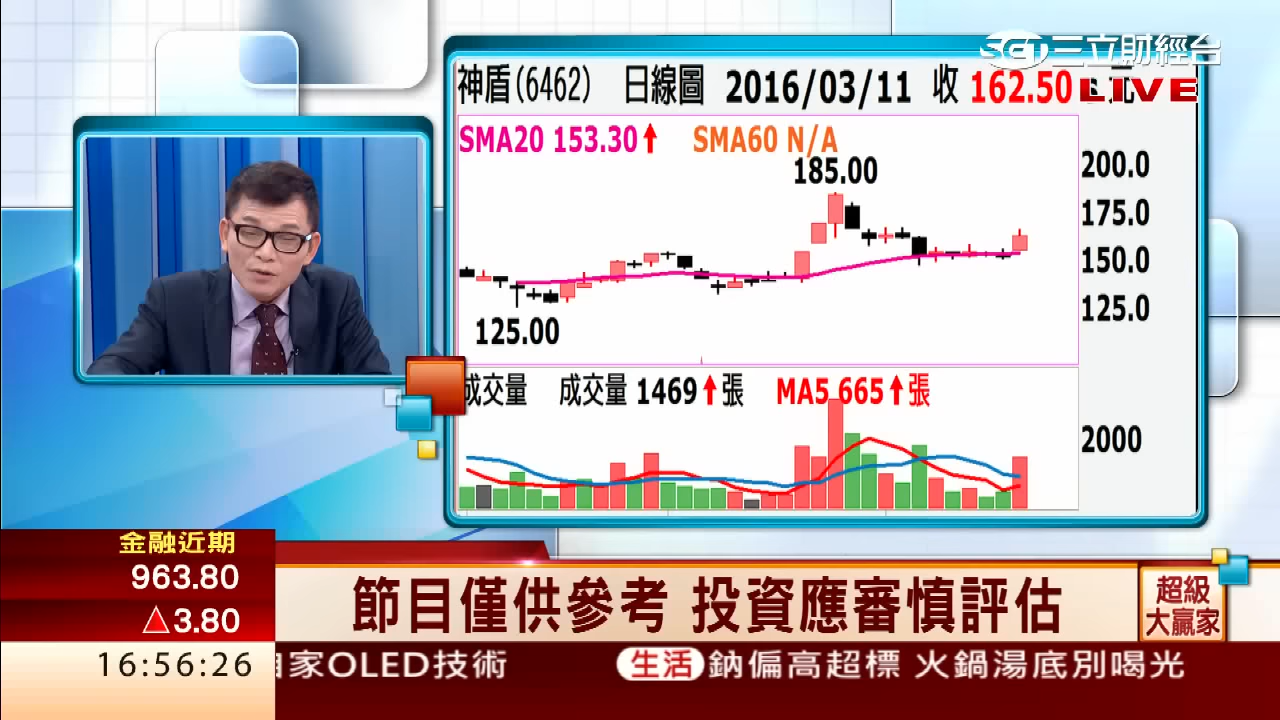 SET三立財經台
LIVE
神盾(6462) 日線圖 2016/03/11 收 162.50 元
SMA20 153.30↑ SMA60 N/A
185.00
125.00
200.0
175.0
150.0
125.0
成交量 成交量 1469↑張 MA5 665↑張
2000
金融近期
963.80
△3.80
節目僅供參考 投資應審慎評估
超級
大贏家
16:56:26
家OLED技術 生活 鈉偏高超標 火鍋湯底別喝光